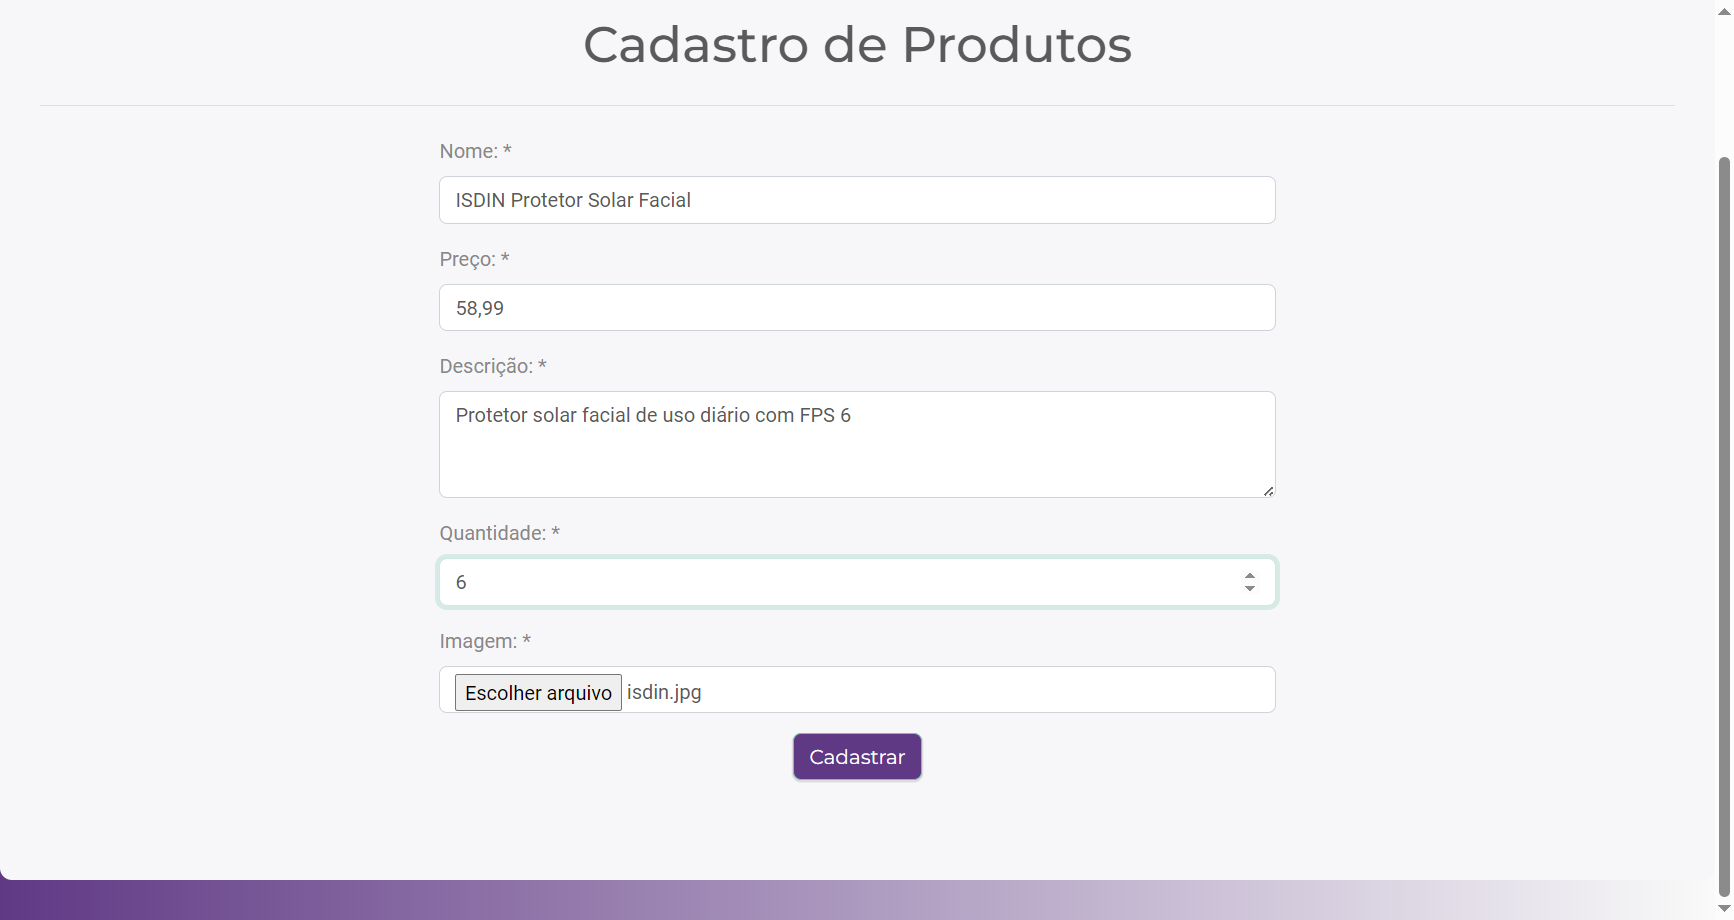 Cadastro de Produtos
Nome: *
ISDIN Protetor Solar Facial
Preço: *
58,99
Descrição: *
Protetor solar facial de uso diário com FPS 6
Quantidade: *
6
Imagem: *
Escolher arquivo isdin.jpg
Cadastrar